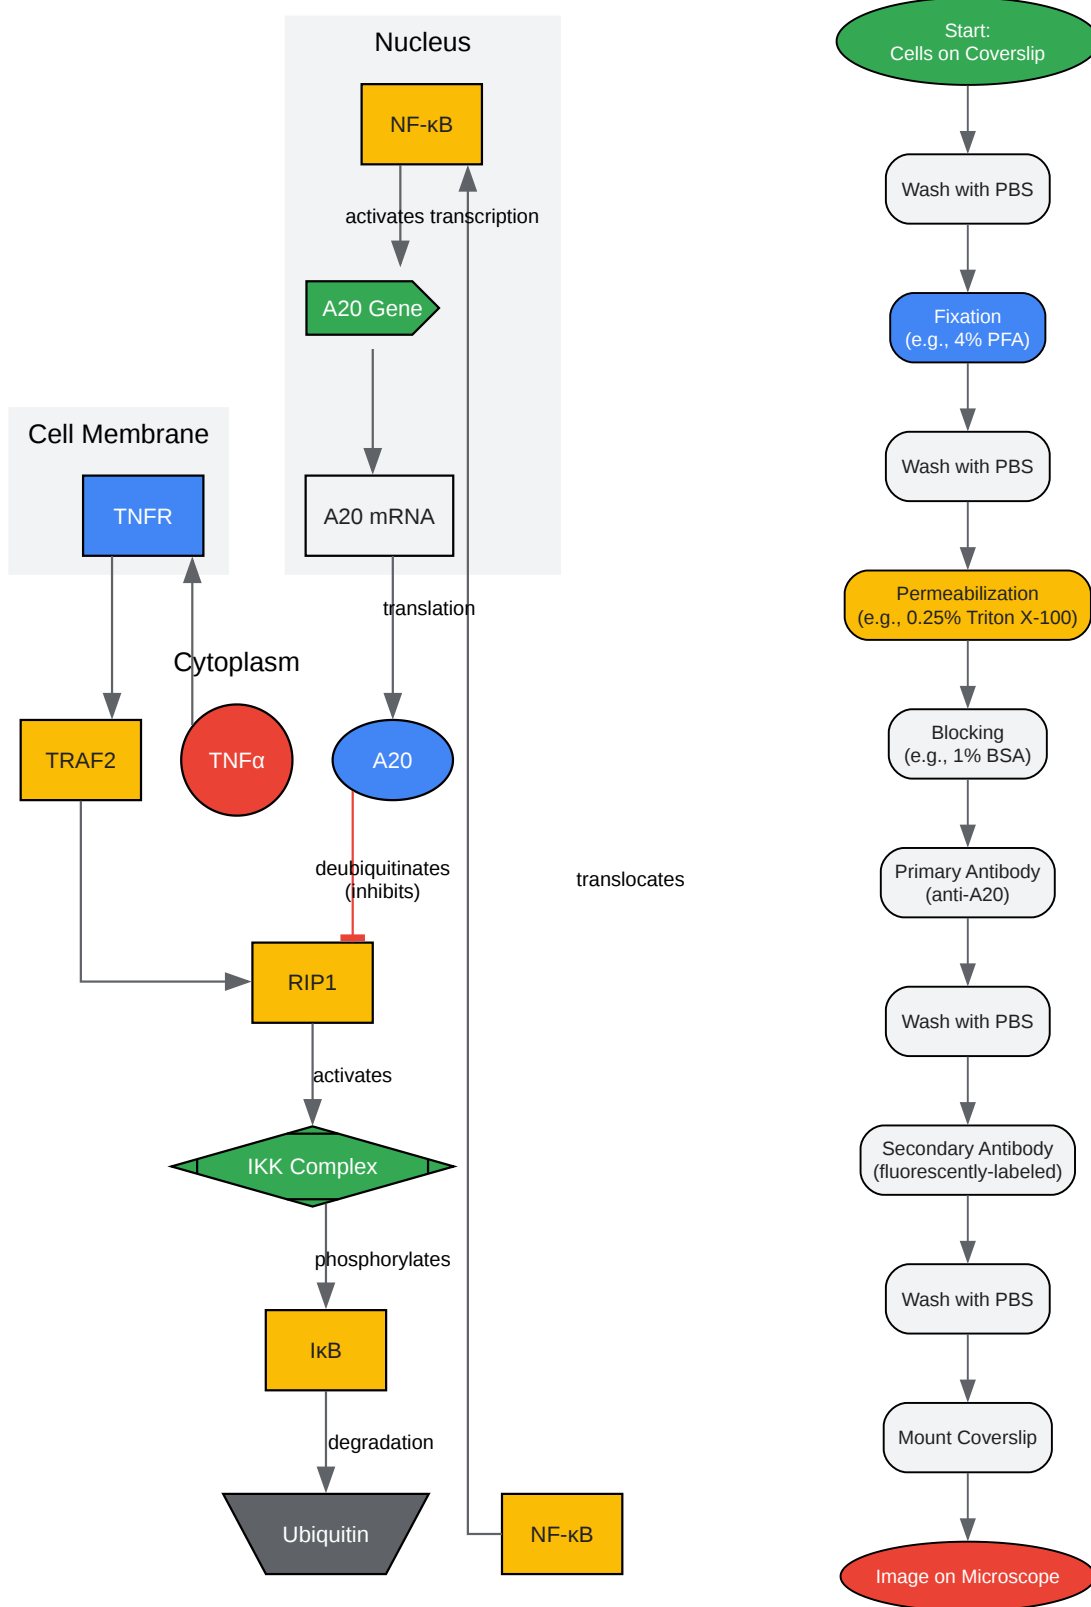 Nucleus
NF-κB
activates transcription
A20 Gene
Cell Membrane
TNFR
A20 mRNA
translation
Cytoplasm
TRAF2
TNFα
A20
deubiquitinates
(inhibits)
translocates
RIP1
activates
IKK Complex
phosphorylates
IκB
degradation
Ubiquitin
NF-κB
Start:
Cells on Coverslip
Wash with PBS
Fixation
(e.g., 4% PFA)
Wash with PBS
Permeabilization
(e.g., 0.25% Triton X-100)
Blocking
(e.g., 1% BSA)
Primary Antibody
(anti-A20)
Wash with PBS
Secondary Antibody
(fluorescently-labeled)
Wash with PBS
Mount Coverslip
Image on Microscope